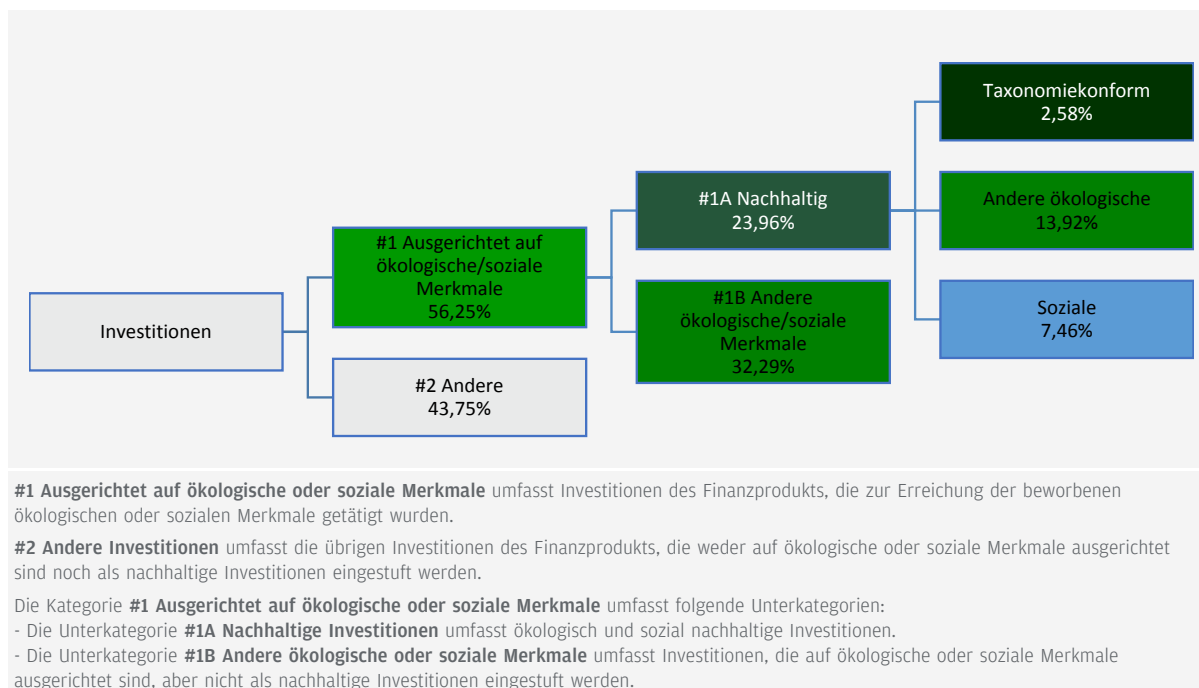 Investitionen
#1 Ausgerichtet auf
ökologische/soziale
Merkmale
56,25%
#2 Andere
43,75%
#1A Nachhaltig
23,96%
#1B Andere
ökologische/soziale
Merkmale
32,29%
Taxonomiekonform
2,58%
Andere ökologische
13,92%
Soziale
7,46%
#1 Ausgerichtet auf ökologische oder soziale Merkmale umfasst Investitionen des Finanzprodukts, die zur Erreichung der beworbenen
ökologischen oder sozialen Merkmale getätigt wurden.
#2 Andere Investitionen umfasst die übrigen Investitionen des Finanzprodukts, die weder auf ökologische oder soziale Merkmale ausgerichtet
sind noch als nachhaltige Investitionen eingestuft werden.
Die Kategorie #1 Ausgerichtet auf ökologische oder soziale Merkmale umfasst folgende Unterkategorien:
- Die Unterkategorie #1A Nachhaltige Investitionen umfasst ökologisch und sozial nachhaltige Investitionen.
- Die Unterkategorie #1B Andere ökologische oder soziale Merkmale umfasst Investitionen, die auf ökologische oder soziale Merkmale
ausgerichtet sind, aber nicht als nachhaltige Investitionen eingestuft werden.